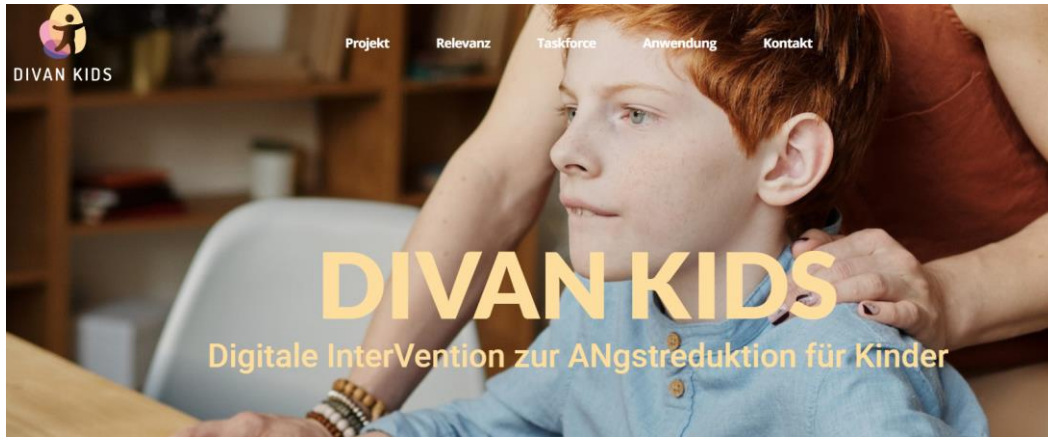 DIVAN KIDS
Projekt Relevanz Taskforce Anwendung Kontakt
DIVAN KIDS
Digitale InterVention zur ANgstreduktion für Kinder